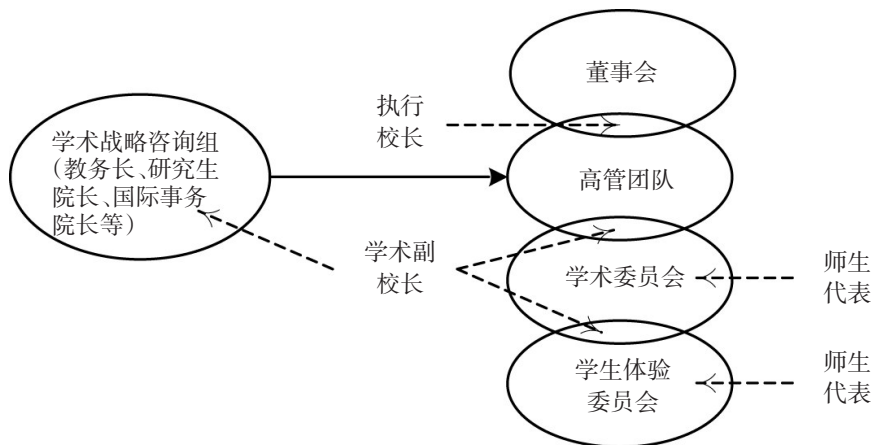 董事会
执行
校长
学术战略咨询组
（教务长、研究生
院长、国际事务
院长等）
高管团队
学术副
校长
学术委员会
师生
代表
学生体验
委员会
师生
代表